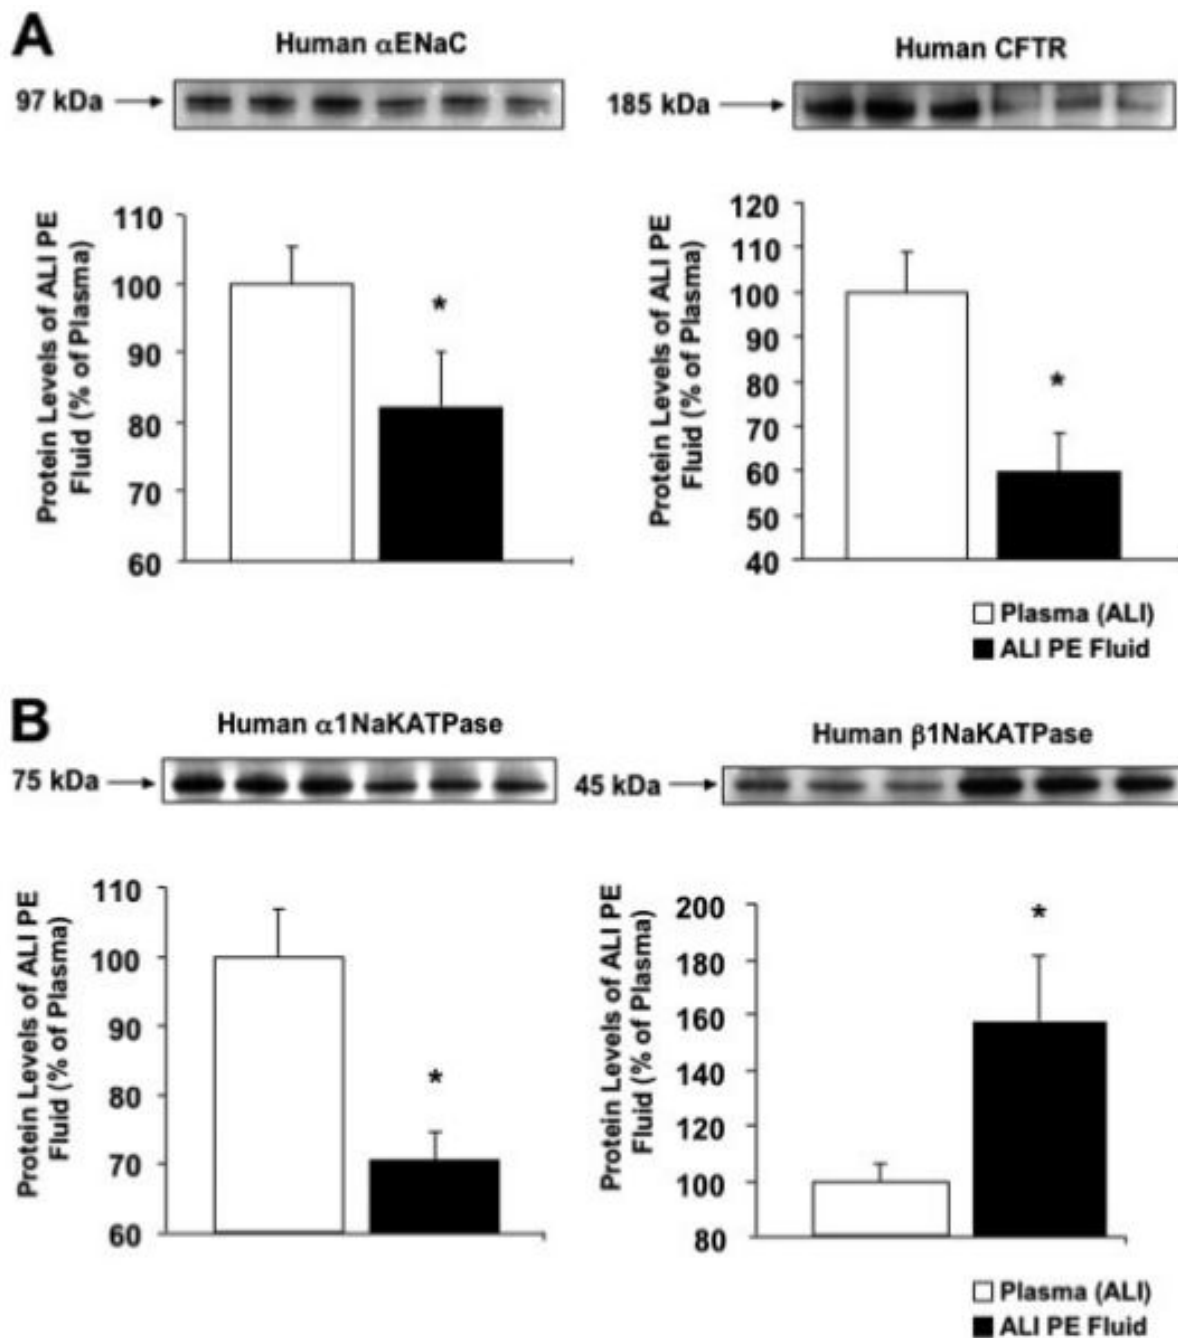 A
Human αENaC
97 kDa
Human CFTR
185 kDa
Protein Levels of ALI PE
Fluid (% of Plasma)
110
100
90
80
70
60
*
Protein Levels of ALI PE
Fluid (% of Plasma)
120
110
100
90
80
70
60
50
40
*
Plasma (ALI)
ALI PE Fluid
B
Human α1NaKATPase
75 kDa
Human β1NaKATPase
45 kDa
Protein Levels of ALI PE
Fluid (% of Plasma)
110
100
90
80
70
60
*
Protein Levels of ALI PE
Fluid (% of Plasma)
200
180
160
140
120
100
80
*
Plasma (ALI)
ALI PE Fluid